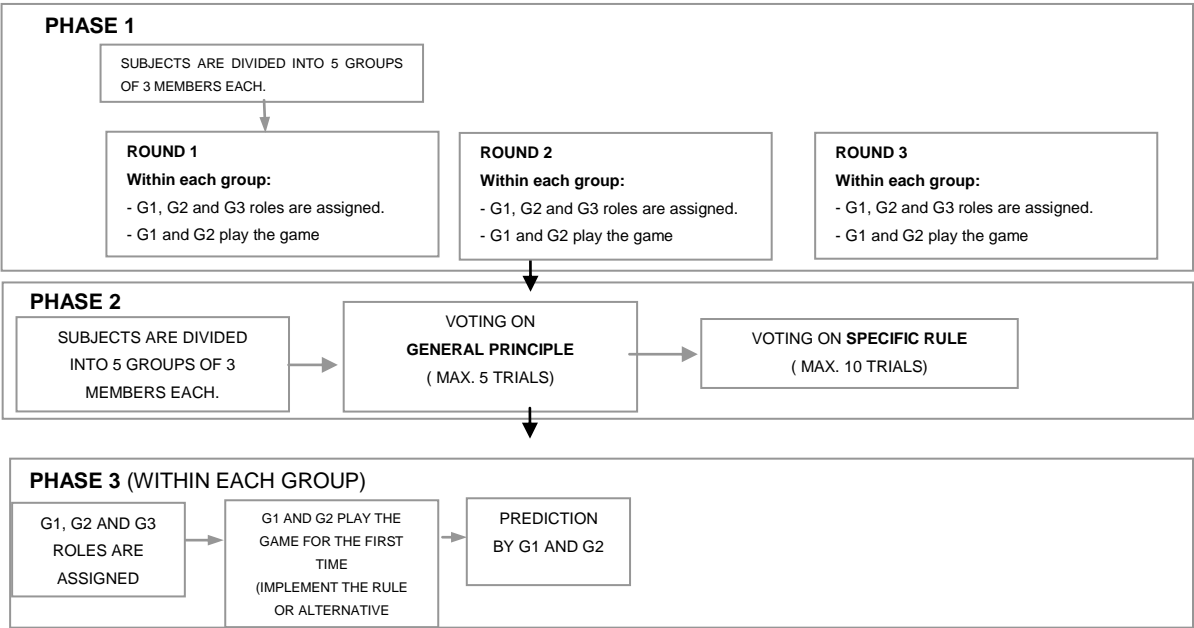 PHASE 1
SUBJECTS ARE DIVIDED INTO 5 GROUPS
OF 3 MEMBERS EACH.
ROUND 1
Within each group:
- G1, G2 and G3 roles are assigned.
- G1 and G2 play the game
ROUND 2
Within each group:
- G1, G2 and G3 roles are assigned.
- G1 and G2 play the game
ROUND 3
Within each group:
- G1, G2 and G3 roles are assigned.
- G1 and G2 play the game
PHASE 2
SUBJECTS ARE DIVIDED
INTO 5 GROUPS OF 3
MEMBERS EACH.
VOTING ON
GENERAL PRINCIPLE
( MAX. 5 TRIALS)
VOTING ON SPECIFIC RULE
( MAX. 10 TRIALS)
PHASE 3 (WITHIN EACH GROUP)
G1, G2 AND G3
ROLES ARE
ASSIGNED
G1 AND G2 PLAY THE
GAME FOR THE FIRST
TIME
(IMPLEMENT THE RULE
OR ALTERNATIVE
PREDICTION
BY G1 AND G2